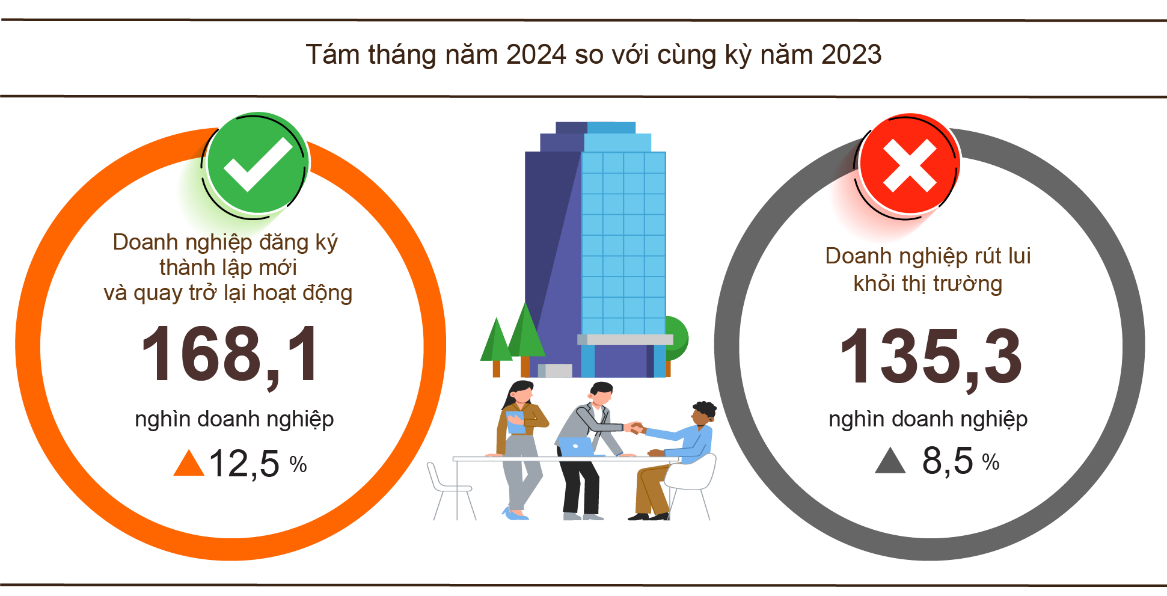 Tám tháng năm 2024 so với cùng kỳ năm 2023
Doanh nghiệp đăng ký
thành lập mới
và quay trở lại hoạt động
168,1
nghìn doanh nghiệp
12,5 %
Doanh nghiệp rút lui
khỏi thị trường
135,3
nghìn doanh nghiệp
8,5 %